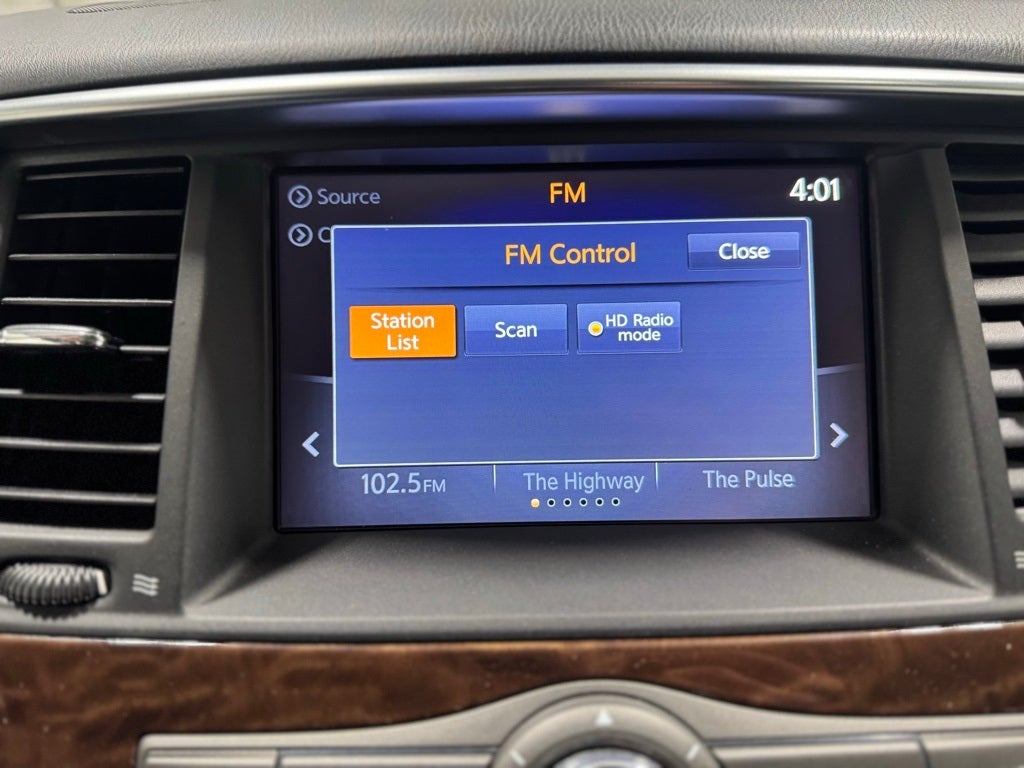 Source
FM
4:01
C
FM Control
Close
Station
List
Scan
HD Radio
mode
102.5FM
The Highway
The Pulse